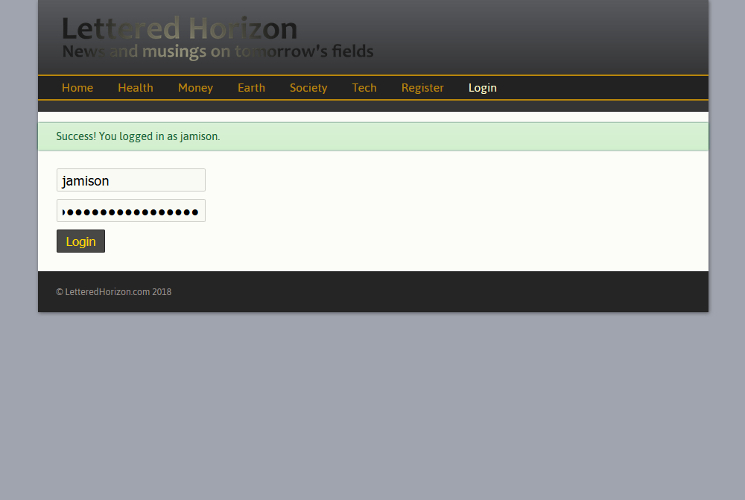 Lettered Horizon
News and musings on tomorrow's fields
Home Health Money Earth Society Tech Register Login
Success! You logged in as jamison.
jamison
Login
© LetteredHorizon.com 2018